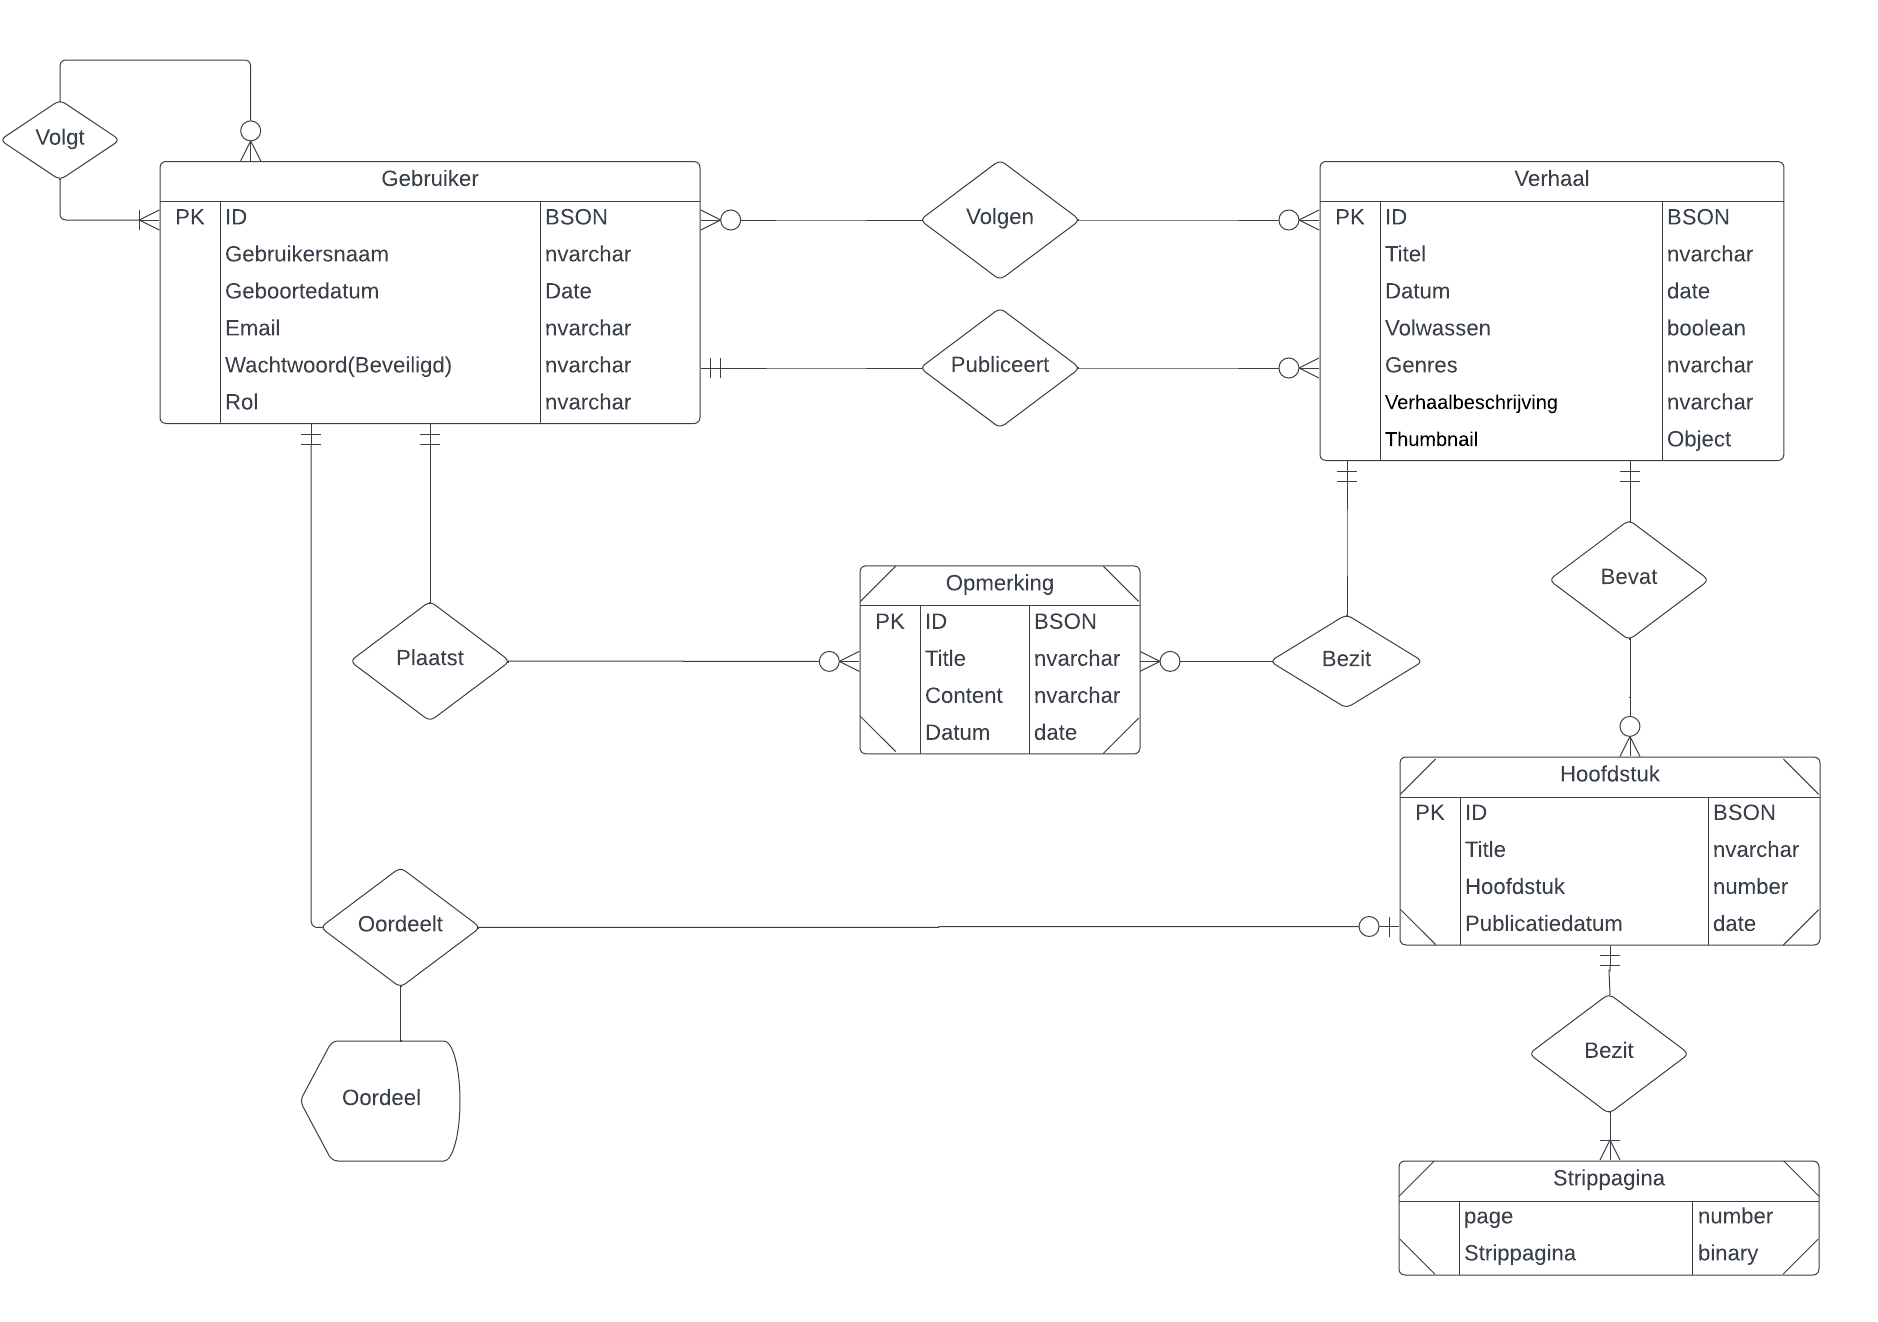 Volgt
Gebruiker
PK ID BSON
Gebruikersnaam nvarchar
Geboortedatum Date
Email nvarchar
Wachtwoord(Beveiligd) nvarchar
Rol nvarchar
Volgen
Publiceert
Verhaal
PK ID BSON
Titel nvarchar
Datum date
Volwassen boolean
Genres nvarchar
Verhaalbeschrijving nvarchar
Thumbnail Object
Plaatst
Opmerking
PK ID BSON
Title nvarchar
Content nvarchar
Datum date
Bezit
Bevat
Hoofdstuk
PK ID BSON
Title nvarchar
Hoofdstuk number
Publicatiedatum date
Oordeelt
Oordeel
Bezit
Strippagina
page number
Strippagina binary